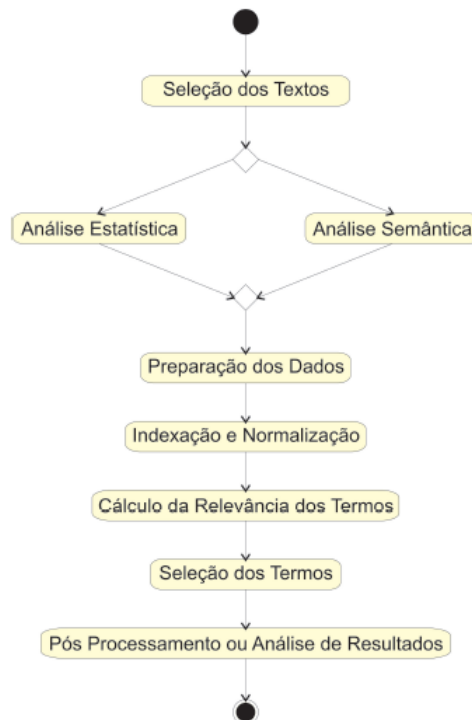 Seleção dos Textos
Análise Estatística
Análise Semântica
Preparação dos Dados
Indexação e Normalização
Cálculo da Relevância dos Termos
Seleção dos Termos
Pós Processamento ou Análise de Resultados